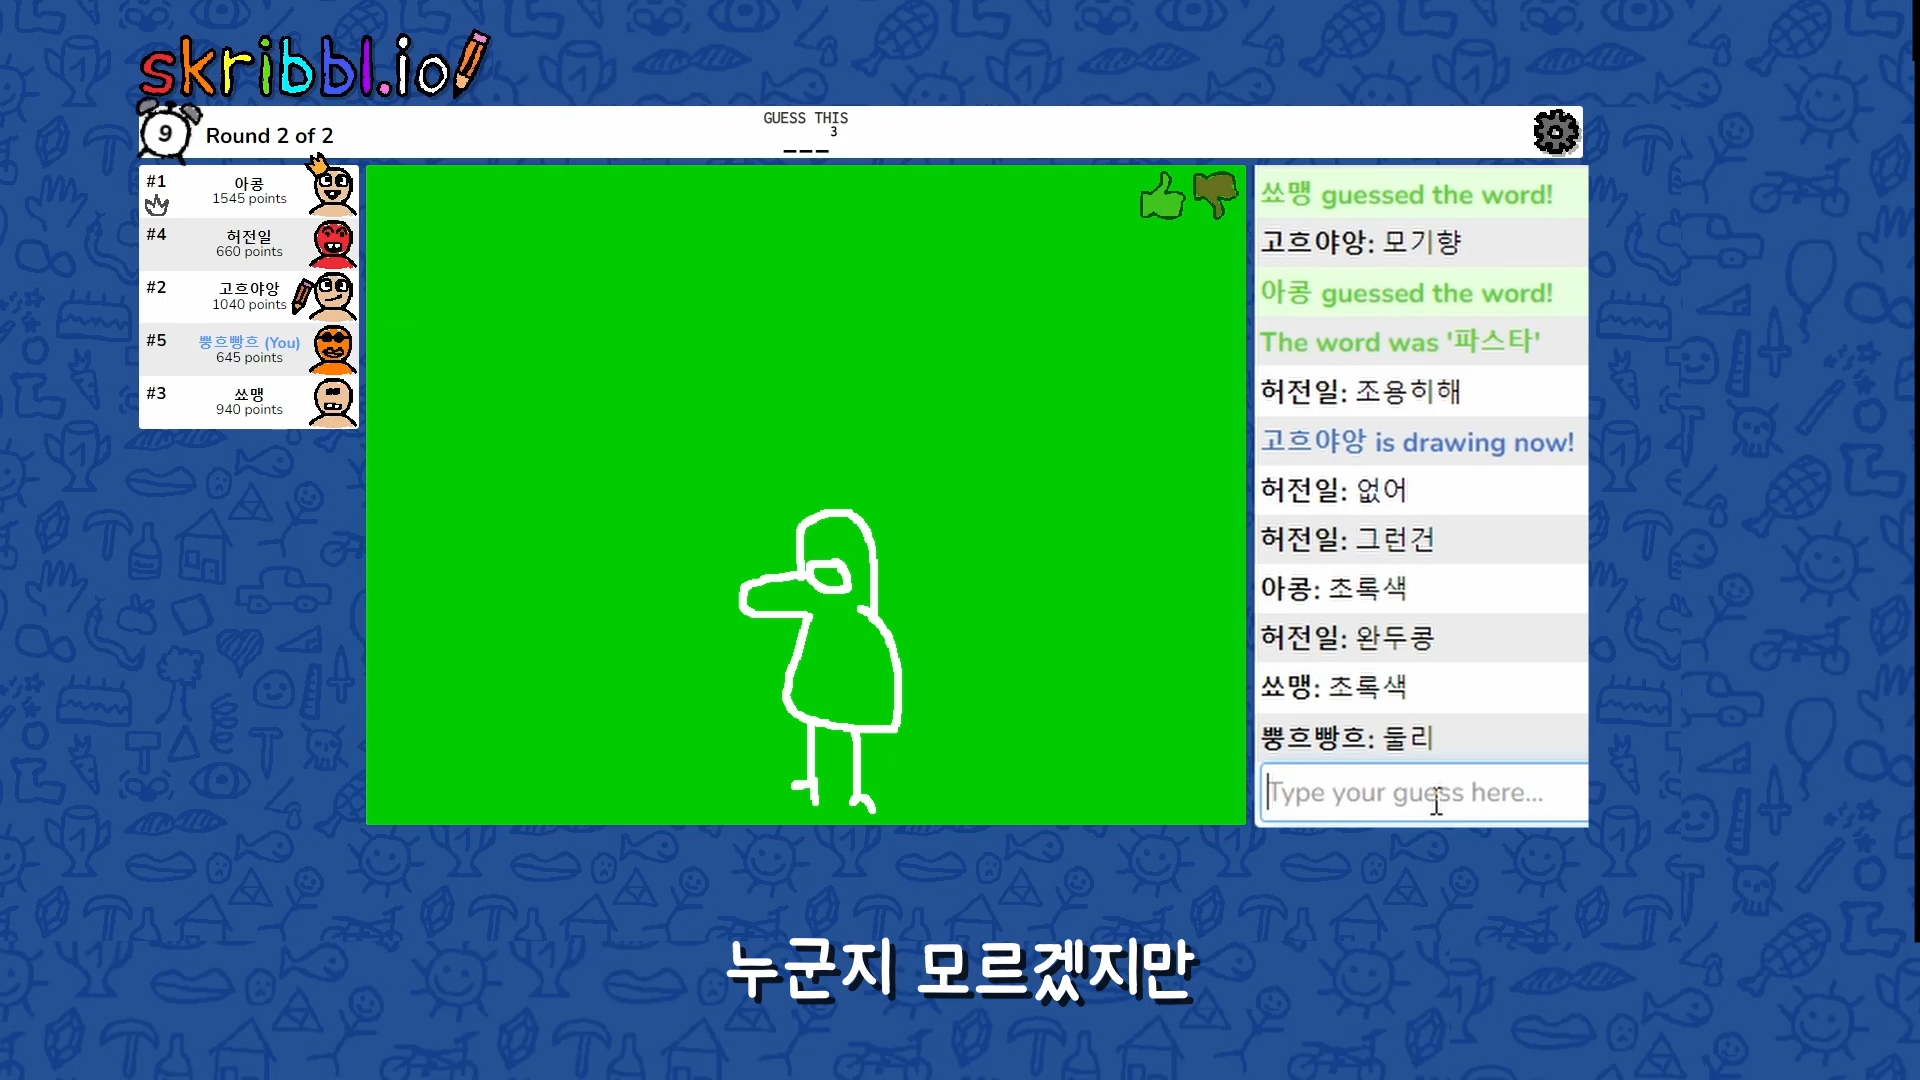 skribbl.io
9
Round 2 of 2
GUESS THIS
3
___
#1
아콩
1545 points
#4
허전일
660 points
#2
고흐야앙
1040 points
#5
뿡흐빵흐 (You)
645 points
#3
쏘맹
940 points
쏘맹 guessed the word!
고흐야앙: 모기향
아콩 guessed the word!
The word was '파스타'
허전일: 조용히해
고흐야앙 is drawing now!
허전일: 없어
허전일: 그런건
아콩: 초록색
허전일: 완두콩
쏘맹: 초록색
뿡흐빵흐: 둘리
Type your guess here...
누군지 모르겠지만